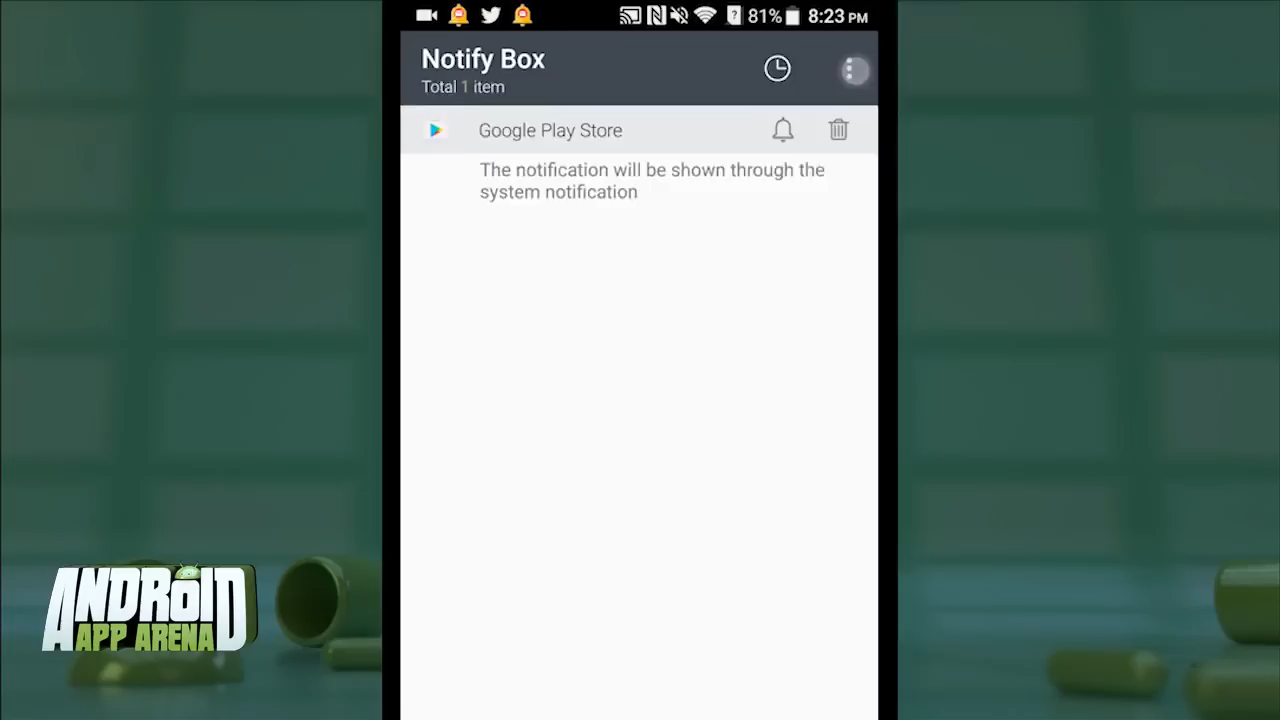 81% 8:23 PM
Notify Box
Total 1 item
Google Play Store
The notification will be shown through the
system notification
ANDROID
APP ARENA